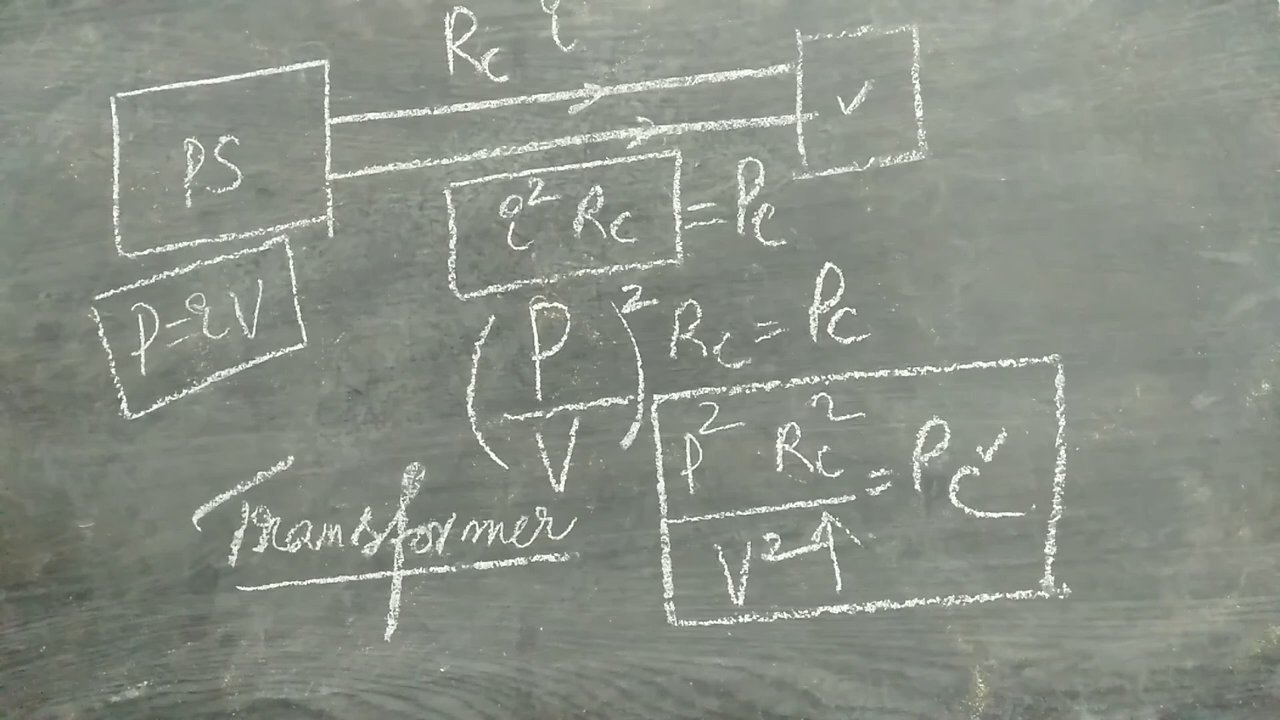 Rc i
PS
✓
i² Rc = Pc
P=iV
(P/V)² Rc = Pc
P² Rc² / V² ↑ = Pc ✓
Transformer